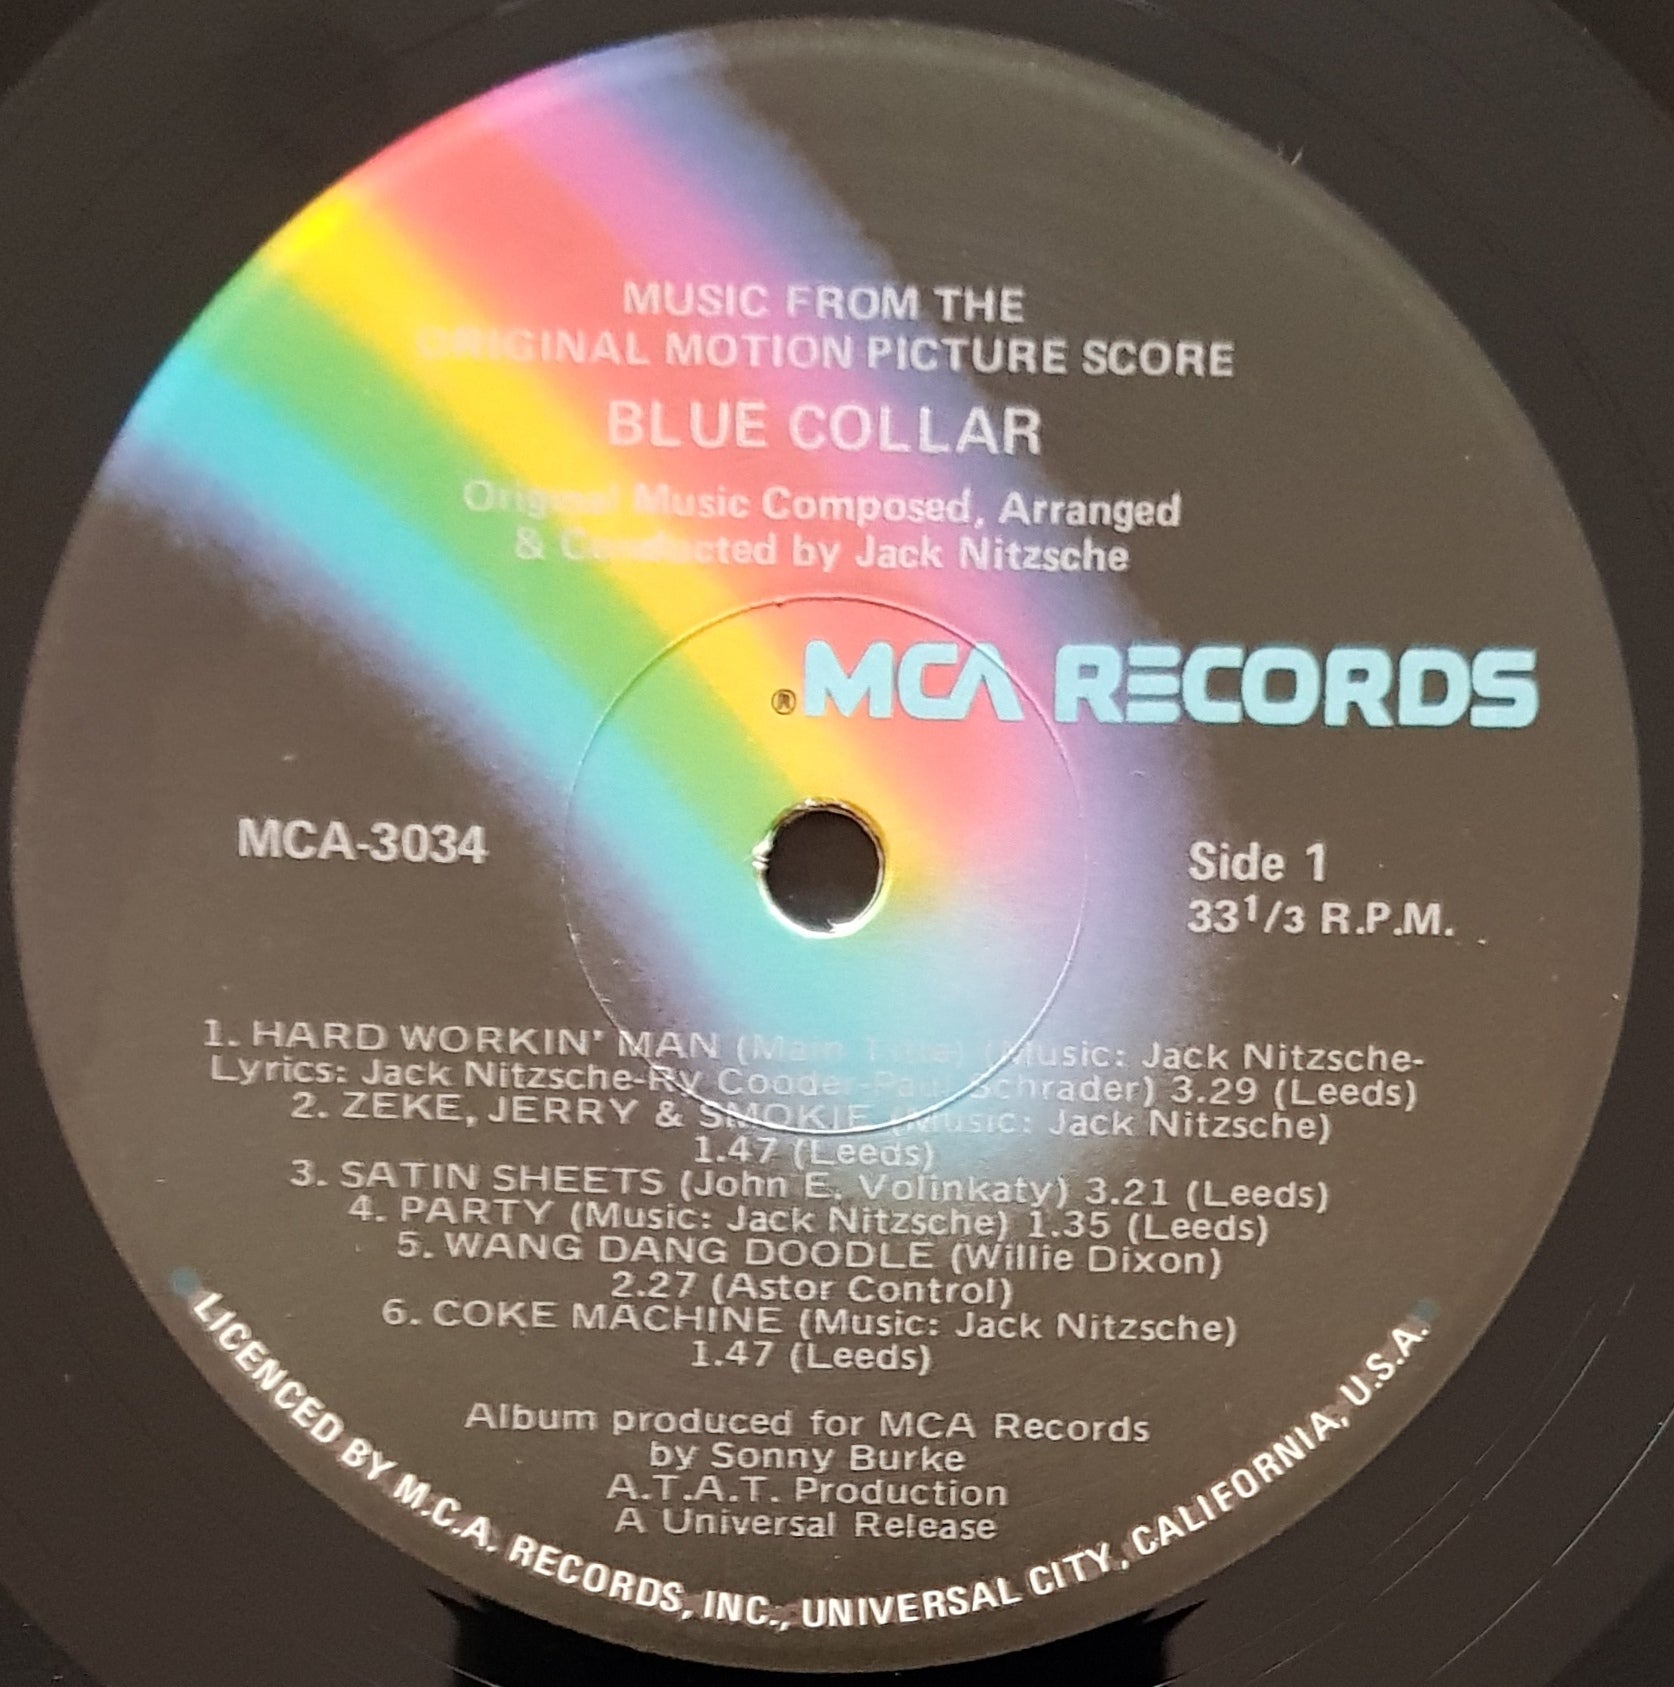 MUSIC FROM THE
ORIGINAL MOTION PICTURE SCORE
BLUE COLLAR
Original Music Composed, Arranged
& Conducted by Jack Nitzsche
®MCA RECORDS
MCA-3034
Side 1
33 1/3 R.P.M.
1. HARD WORKIN' MAN (Main Title) (Music: Jack Nitzsche-
Lyrics: Jack Nitzsche-Ry Cooder-Paul Schrader) 3.29 (Leeds)
2. ZEKE, JERRY & SMOKIE (Music: Jack Nitzsche)
1.47 (Leeds)
3. SATIN SHEETS (John E. Volinkaty) 3.21 (Leeds)
4. PARTY (Music: Jack Nitzsche) 1.35 (Leeds)
5. WANG DANG DOODLE (Willie Dixon)
2.27 (Astor Control)
6. COKE MACHINE (Music: Jack Nitzsche)
1.47 (Leeds)
Album produced for MCA Records
by Sonny Burke
A.T.A.T. Production
A Universal Release
LICENCED BY M.C.A. RECORDS, INC., UNIVERSAL CITY, CALIFORNIA, U.S.A.